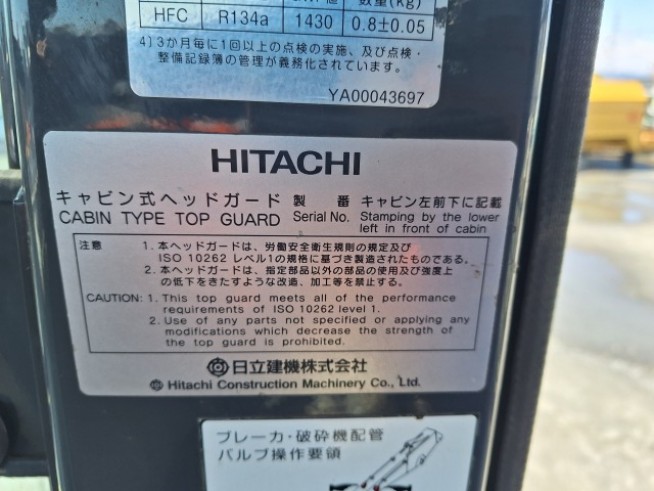 数量(kg)
HFC R134a 1430 0.8±0.05
4) 3か月毎に1回以上の点検の実施、及び点検・
整備記録簿の管理が義務化されています。
YA00043697
HITACHI
キャビン式ヘッドガード 製 番 キャビン左前下に記載
CABIN TYPE TOP GUARD Serial No. Stamping by the lower
left in front of cabin
注意 1. 本ヘッドガードは、労働安全衛生規則の規定及び
ISO 10262 レベル1の規格に基づき製造されたものである。
2. 本ヘッドガードは、指定部品以外の部品の使用及び強度上
の低下をきたすような改造、加工等を禁止する。
CAUTION: 1. This top guard meets all of the performance
requirements of ISO 10262 level 1.
2. Use of any parts not specified or applying any
modifications which decrease the strength of
the top guard is prohibited.
日立建機株式会社
Hitachi Construction Machinery Co., Ltd.
ブレーカ・破砕機配管
バルブ操作要領